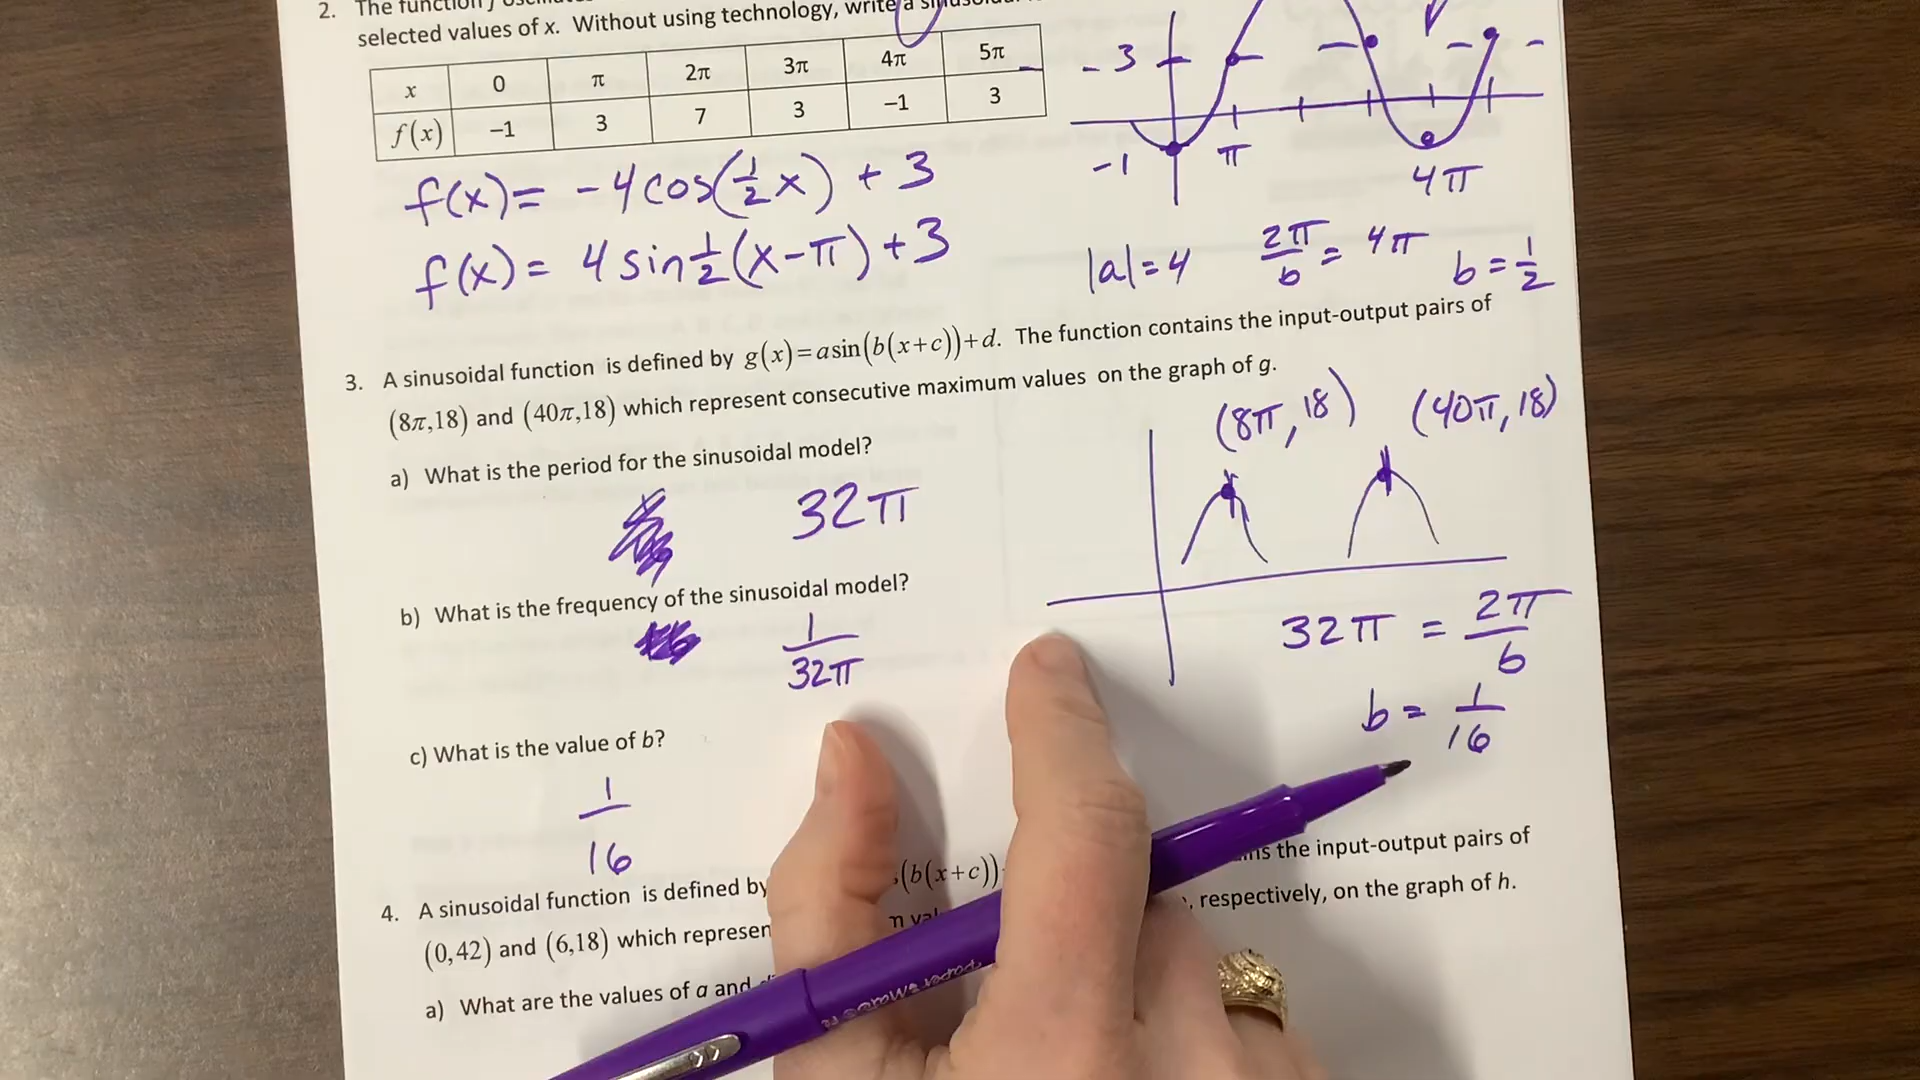 2. The function
selected values of x. Without using technology, write a
x 0 π 2π 3π 4π 5π
f(x) -1 3 7 3 -1 3
f(x) = -4 cos(1/2 x) + 3
f(x) = 4 sin 1/2 (x-π) + 3
- 3
-1
π
4π
|a| = 4
2π/b = 4π
b = 1/2
3. A sinusoidal function is defined by g(x)=asin(b(x+c))+d. The function contains the input-output pairs of
(8π,18) and (40π,18) which represent consecutive maximum values on the graph of g.
(8π, 18) (40π, 18)
a) What is the period for the sinusoidal model?
32π
b) What is the frequency of the sinusoidal model?
1/32π
32π = 2π/b
b = 1/16
c) What is the value of b?
1/16
4. A sinusoidal function is defined by (b(x+c)) the input-output pairs of
(0,42) and (6,18) which respectively, on the graph of h.
a) What are the values of a and